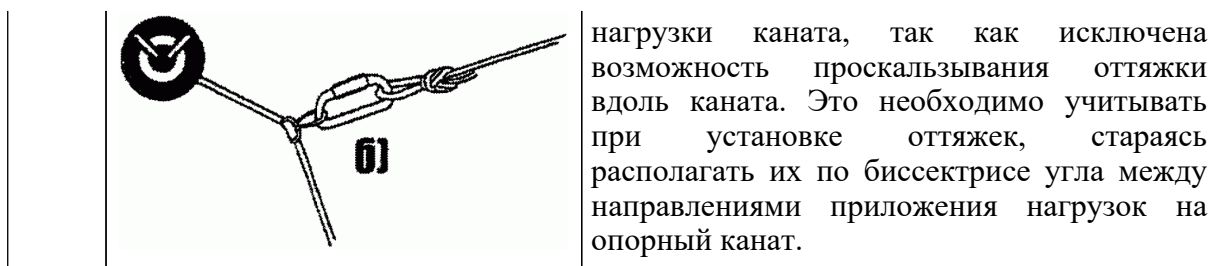 нагрузки каната, так как исключена
возможность проскальзывания оттяжки
вдоль каната. Это необходимо учитывать
при установке оттяжек, стараясь
располагать их по биссектрисе угла между
направлениями приложения нагрузок на
опорный канат.
б)